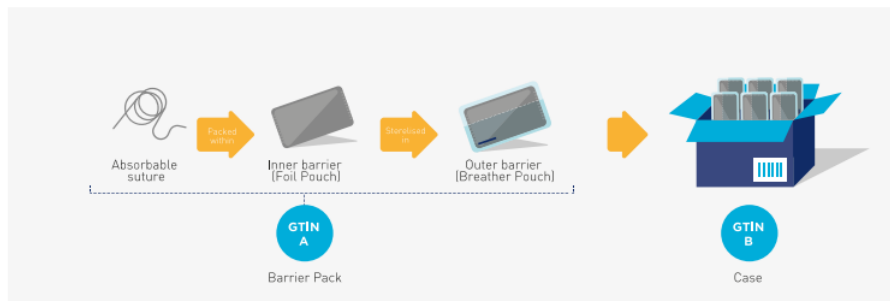 Packed
within
Sterilised
in
Absorbable
suture
Inner barrier
(Foil Pouch)
Outer barrier
(Breather Pouch)
GTIN
A
GTIN
B
Barrier Pack
Case